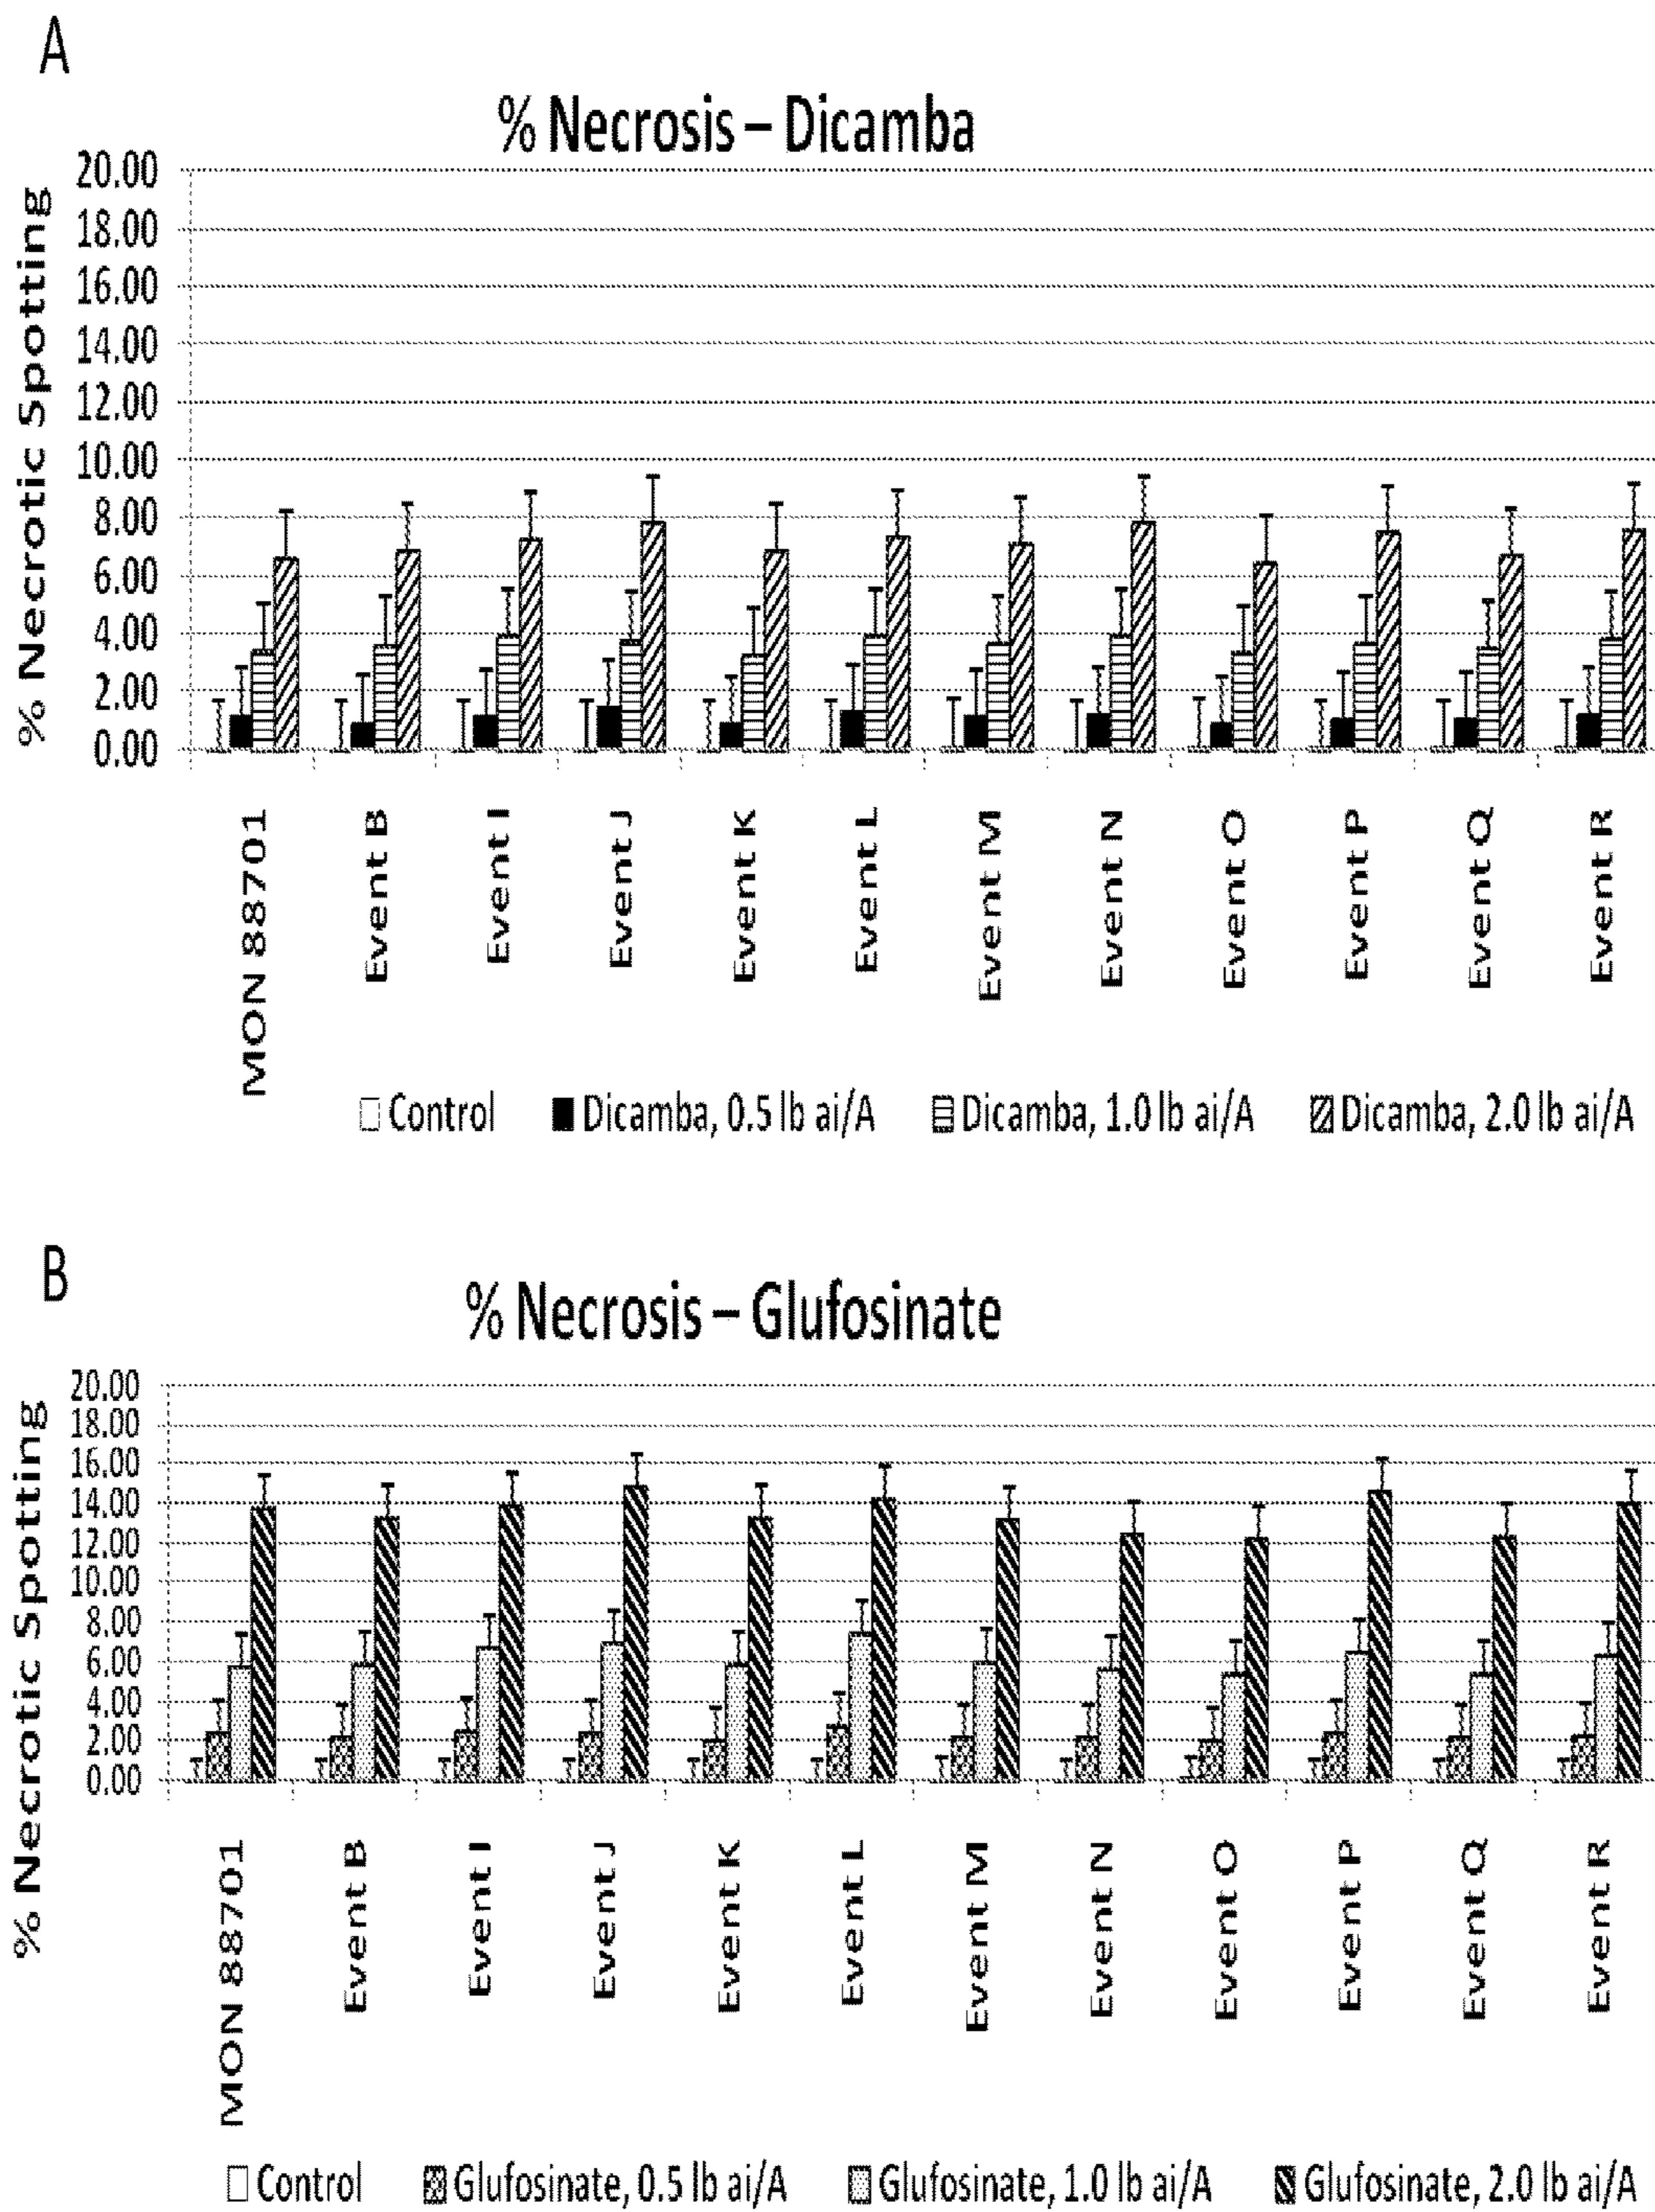 A
% Necrosis – Dicamba
% Necrotic Spotting
20.00
18.00
16.00
14.00
12.00
10.00
8.00
6.00
4.00
2.00
0.00
MON 88701
Event B
Event I
Event J
Event K
Event L
Event M
Event N
Event O
Event P
Event Q
Event R
Control Dicamba, 0.5 lb ai/A Dicamba, 1.0 lb ai/A Dicamba, 2.0 lb ai/A
B
% Necrosis – Glufosinate
% Necrotic Spotting
20.00
18.00
16.00
14.00
12.00
10.00
8.00
6.00
4.00
2.00
0.00
MON 88701
Event B
Event I
Event J
Event K
Event L
Event M
Event N
Event O
Event P
Event Q
Event R
Control Glufosinate, 0.5 lb ai/A Glufosinate, 1.0 lb ai/A Glufosinate, 2.0 lb ai/A